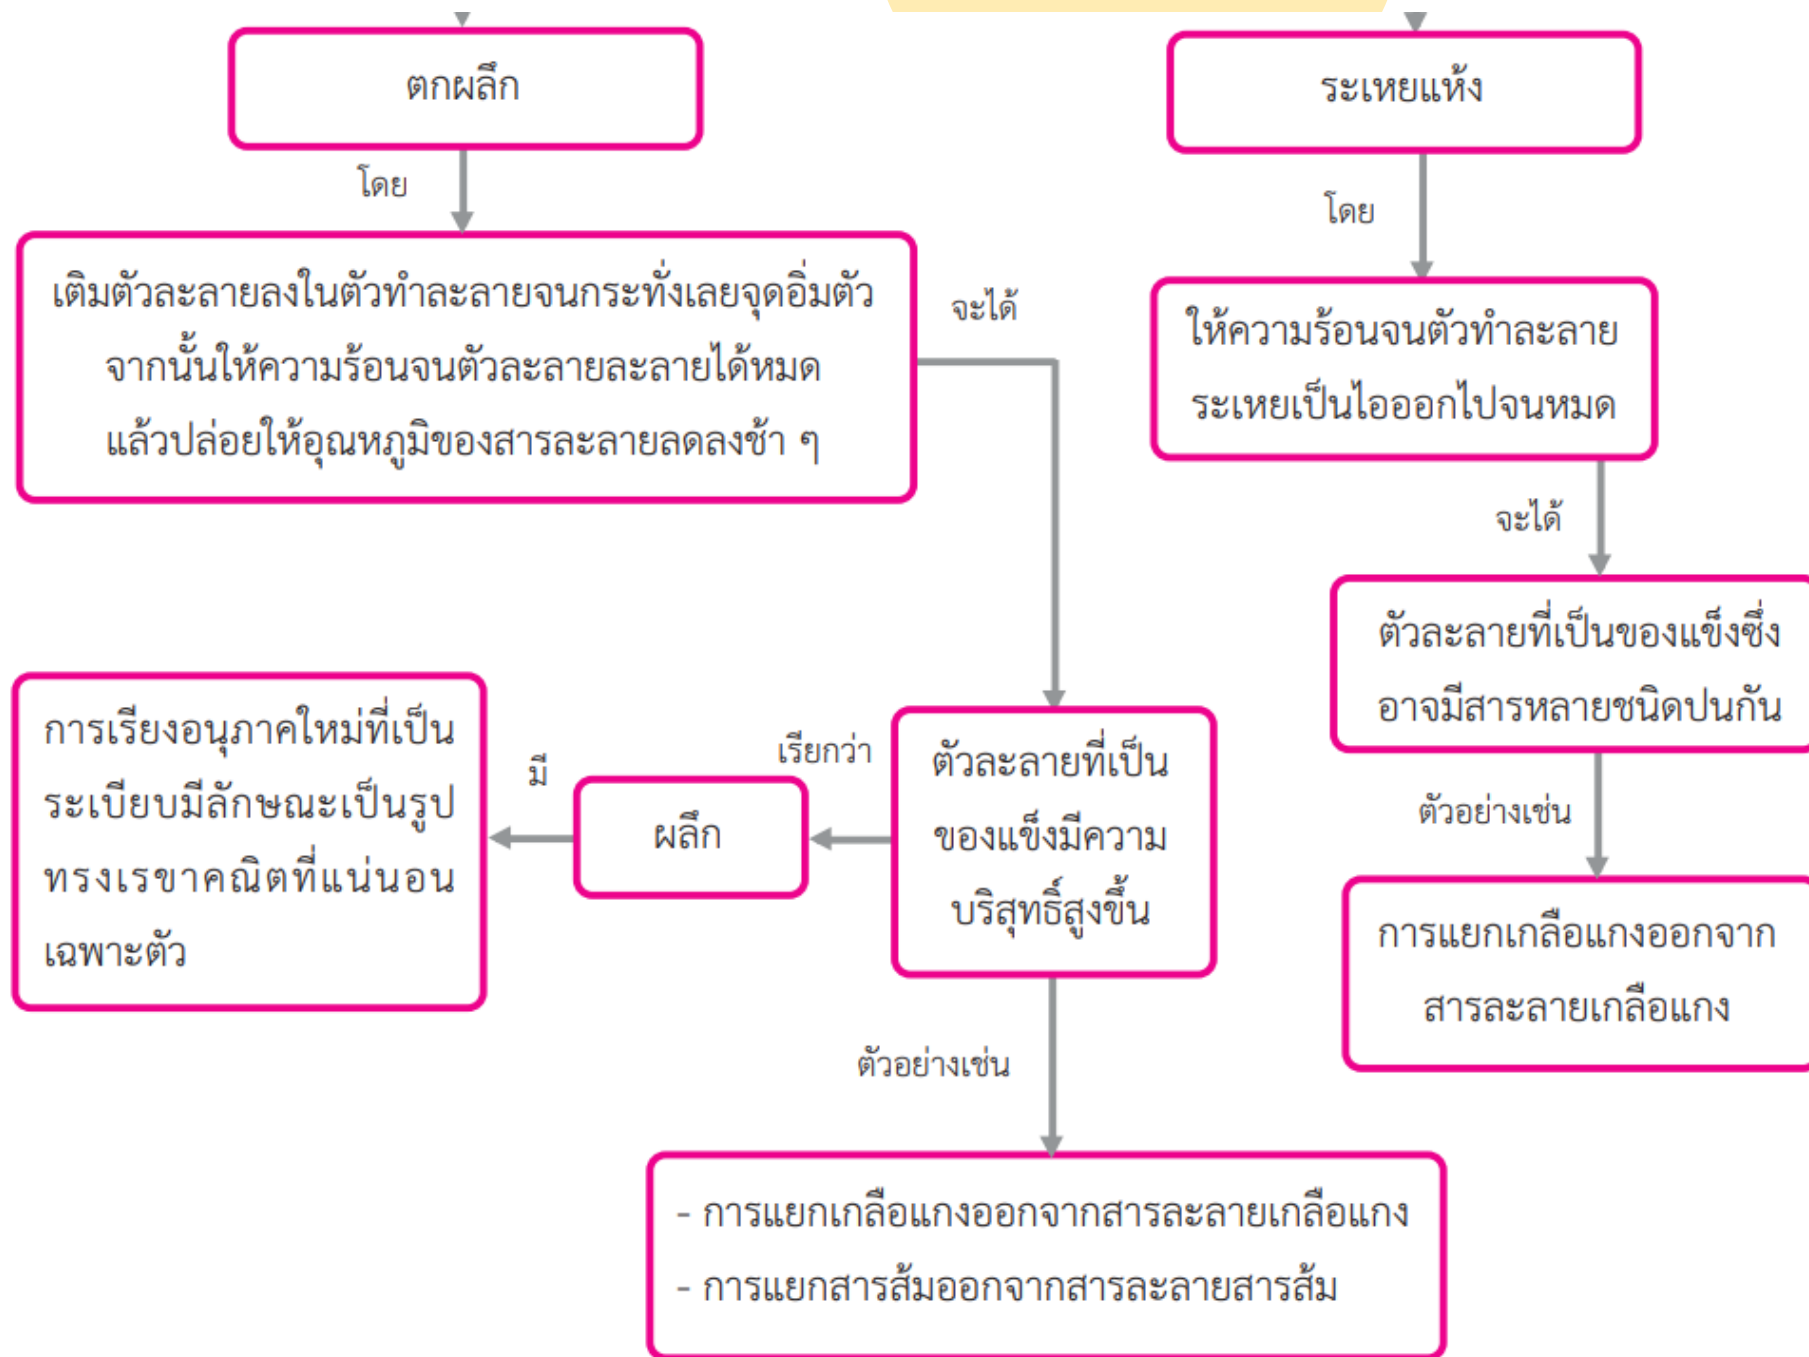 ตกผลึก
โดย
เติมตัวละลายลงในตัวทำละลายจนกระทั่งเลยจุดอิ่มตัว
จากนั้นให้ความร้อนจนตัวละลายละลายได้หมด
แล้วปล่อยให้อุณหภูมิของสารละลายลดลงช้า ๆ
จะได้
ตัวละลายที่เป็น
ของแข็งมีความ
บริสุทธิ์สูงขึ้น
เรียกว่า
ผลึก
มี
การเรียงอนุภาคใหม่ที่เป็น
ระเบียบมีลักษณะเป็นรูป
ทรงเรขาคณิตที่แน่นอน
เฉพาะตัว
ตัวอย่างเช่น
- การแยกเกลือแกงออกจากสารละลายเกลือแกง
- การแยกสารส้มออกจากสารละลายสารส้ม
ระเหยแห้ง
โดย
ให้ความร้อนจนตัวทำละลาย
ระเหยเป็นไอออกไปจนหมด
จะได้
ตัวละลายที่เป็นของแข็งซึ่ง
อาจมีสารหลายชนิดปนกัน
ตัวอย่างเช่น
การแยกเกลือแกงออกจาก
สารละลายเกลือแกง